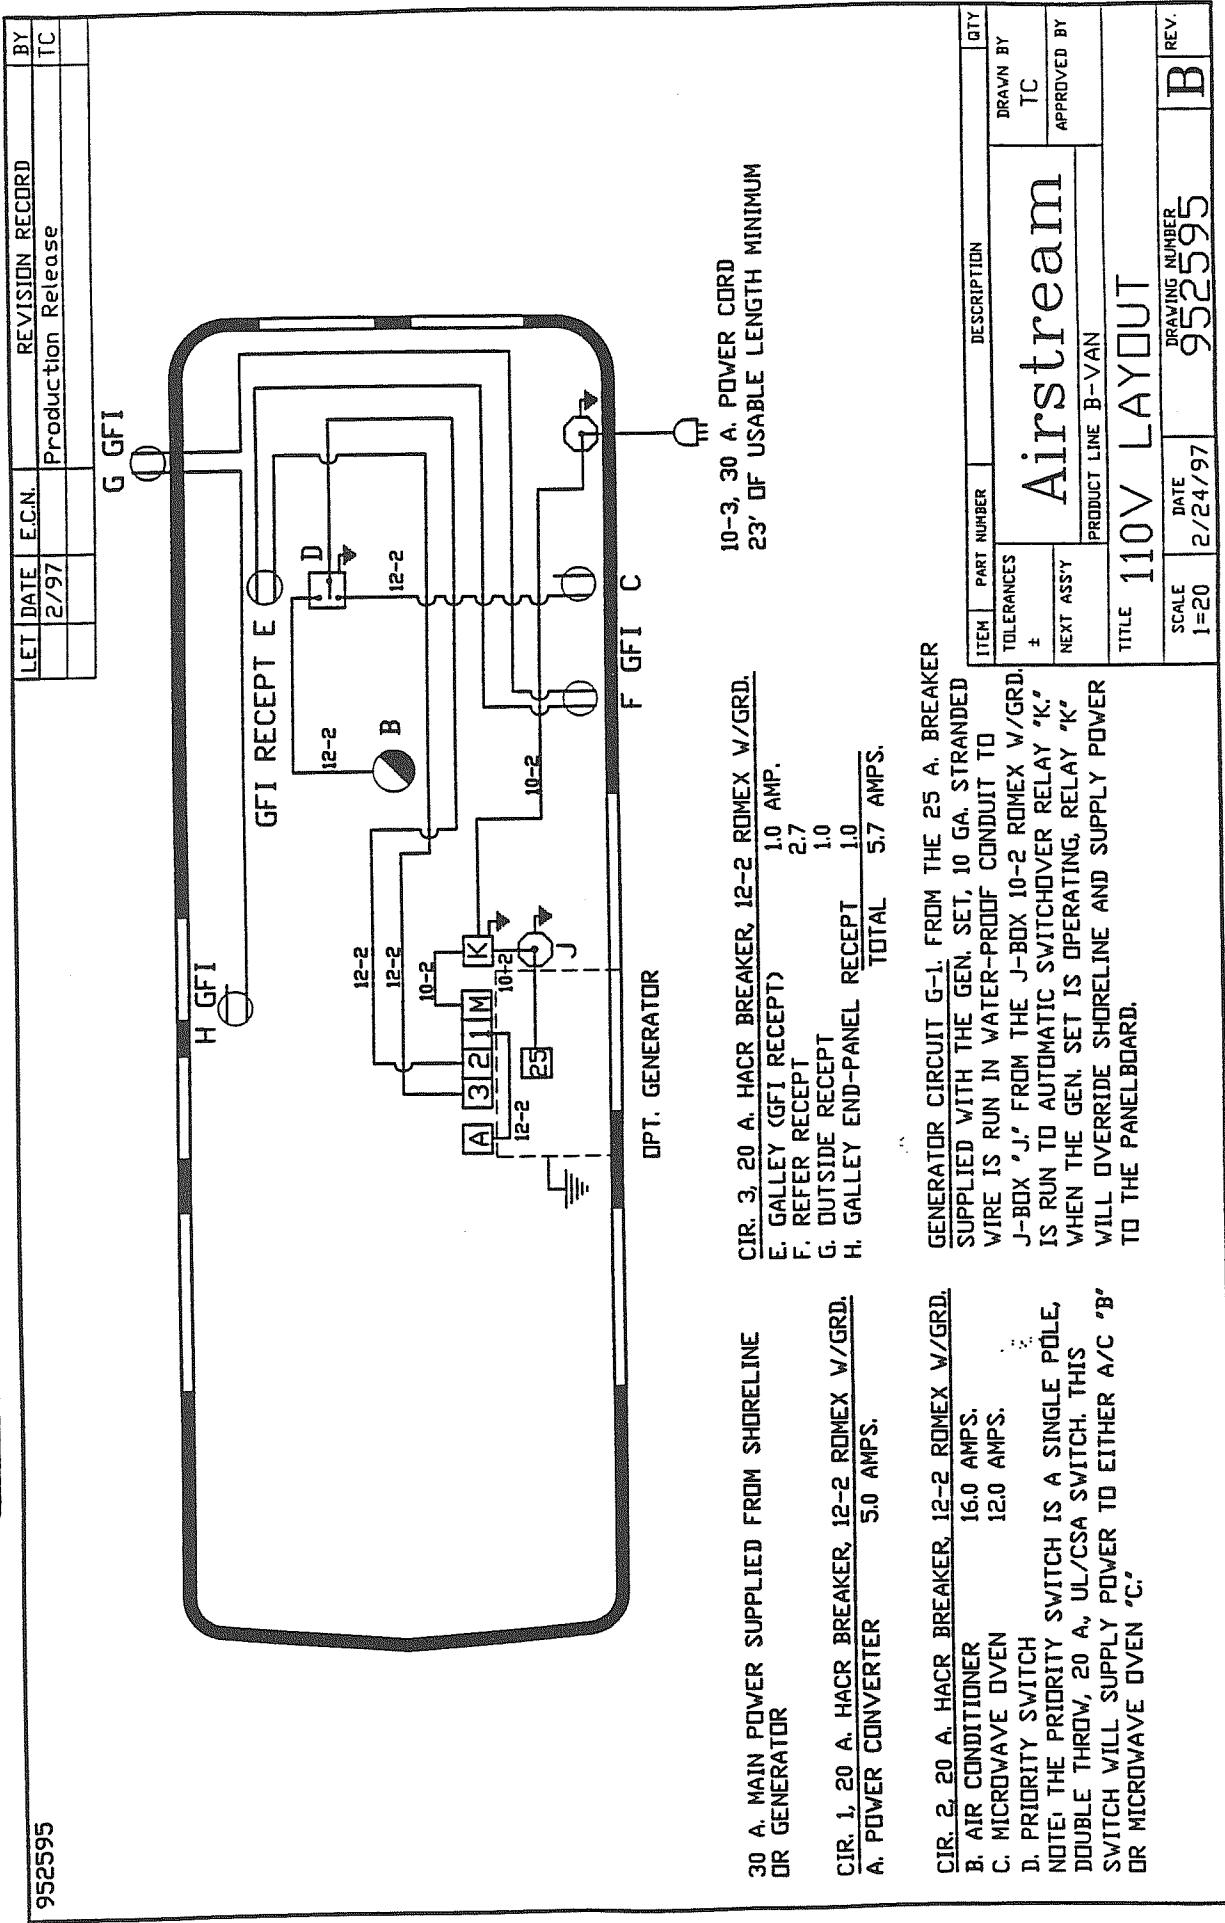 952595
LET DATE E.C.N. REVISION RECORD BY
2/97 Production Release TC
G GFI
H GFI
GFI RECEPT E
D
12-2
B
12-2
12-2
12-2
10-2
K
10-2
J
10-2
A 3 2 1 M
12-2
25
F GFI
C
OPT. GENERATOR
10-3, 30 A. POWER CORD
23' OF USABLE LENGTH MINIMUM
30 A. MAIN POWER SUPPLIED FROM SHORELINE
OR GENERATOR
CIR. 1, 20 A. HACR BREAKER, 12-2 ROMEX W/GRD.
A. POWER CONVERTER 5.0 AMPS.
CIR. 2, 20 A. HACR BREAKER, 12-2 ROMEX W/GRD.
B. AIR CONDITIONER 16.0 AMPS.
C. MICROWAVE OVEN 12.0 AMPS.
D. PRIORITY SWITCH
NOTE: THE PRIORITY SWITCH IS A SINGLE POLE,
DOUBLE THROW, 20 A., UL/CSA SWITCH. THIS
SWITCH WILL SUPPLY POWER TO EITHER A/C "B"
OR MICROWAVE OVEN "C."
CIR. 3, 20 A. HACR BREAKER, 12-2 ROMEX W/GRD.
E. GALLEY (GFI RECEPT) 1.0 AMP.
F. REFER RECEPT 2.7
G. OUTSIDE RECEPT 1.0
H. GALLEY END-PANEL RECEPT 1.0
TOTAL 5.7 AMPS.
GENERATOR CIRCUIT G-1. FROM THE 25 A. BREAKER
SUPPLIED WITH THE GEN. SET, 10 GA. STRANDED
WIRE IS RUN IN WATER-PROOF CONDUIT TO
J-BOX "J." FROM THE J-BOX 10-2 ROMEX W/GRD.
IS RUN TO AUTOMATIC SWITCHOVER RELAY "K."
WHEN THE GEN. SET IS OPERATING, RELAY "K"
WILL OVERRIDE SHORELINE AND SUPPLY POWER
TO THE PANELBOARD.
ITEM PART NUMBER DESCRIPTION QTY
TOLERANCES
±
NEXT ASS'Y
Airstream
PRODUCT LINE B-VAN
DRAWN BY
TC
APPROVED BY
TITLE 110V LAYOUT
SCALE
1=20
DATE
2/24/97
DRAWING NUMBER
952595
B
REV.